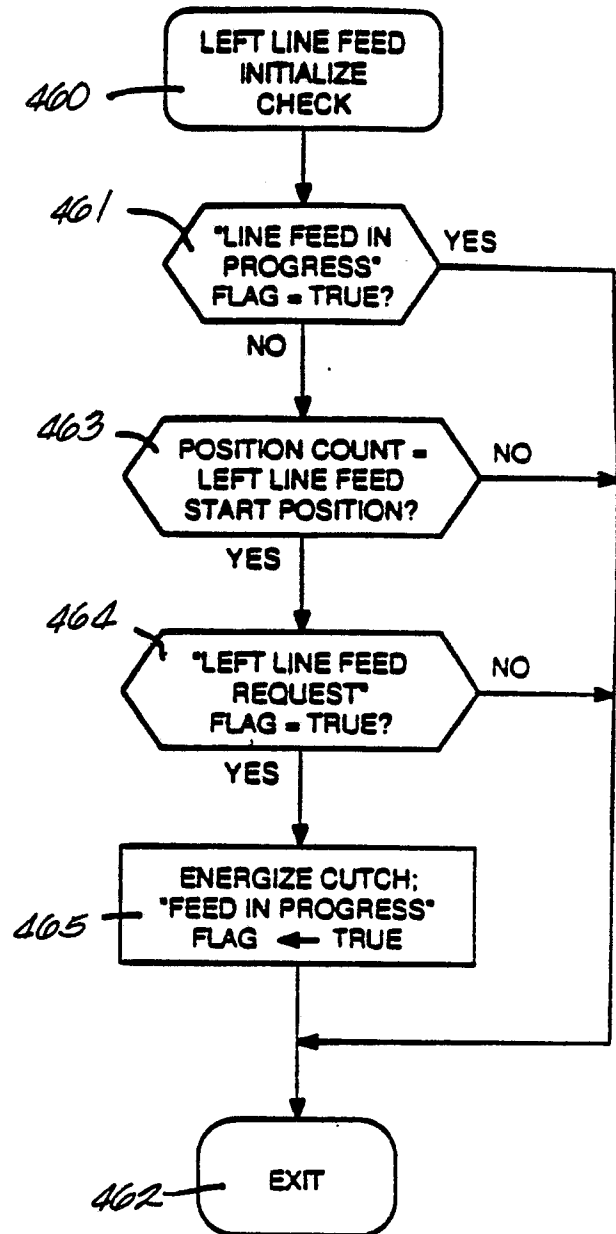 LEFT LINE FEED
INITIALIZE
CHECK
460
461
"LINE FEED IN
PROGRESS"
FLAG = TRUE?
YES
NO
463
POSITION COUNT =
LEFT LINE FEED
START POSITION?
NO
YES
464
"LEFT LINE FEED
REQUEST"
FLAG = TRUE?
NO
YES
ENERGIZE CUTCH;
"FEED IN PROGRESS"
FLAG ← TRUE
465
EXIT
462